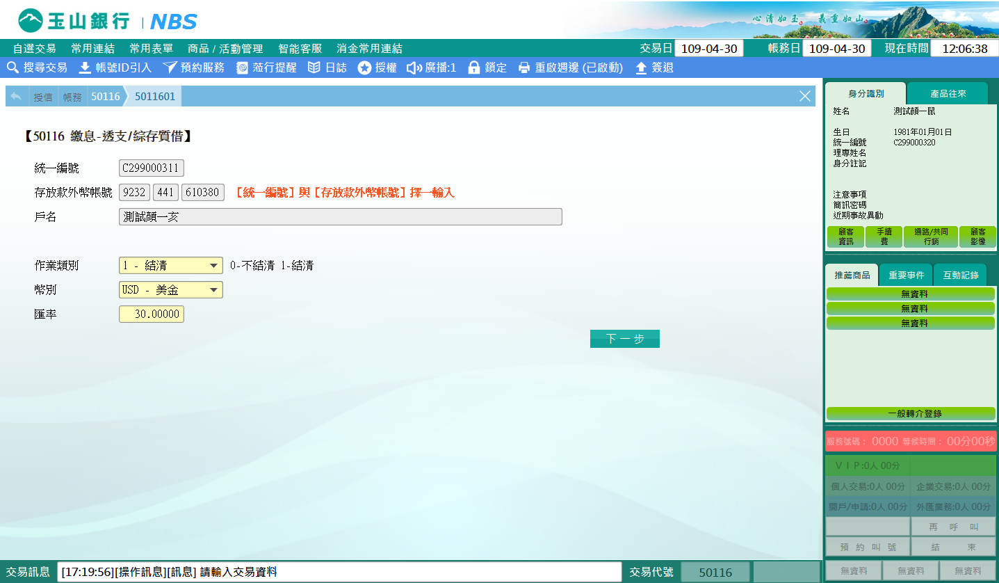 玉山銀行 | NBS
心清如玉。義重如山。
自選交易 常用連結 常用表單 商品 / 活動管理 智能客服 消金常用連結 交易日 109-04-30 帳務日 109-04-30 現在時間 12:06:38
搜尋交易 帳號ID引入 預約服務 蒞行提醒 日誌 授權 廣播:1 鎖定 重啟週邊 (已啟動) 簽退
授信 帳務 50116 5011601
【50116 繳息-透支/綜存質借】
統一編號 C299000311
存放款外幣帳號 9232 441 610380 【統一編號】與【存放款外幣帳號】擇一輸入
戶名 測試顏一亥
作業類別 1 - 結清 0-不結清 1-結清
幣別 USD - 美金
匯率 30.00000
下一步
身分識別 產品往來
姓名 測試顏一鼠
生日 1981年01月01日
統一編號 C299000320
理專姓名
身分註記
注意事項
簡訊密碼
近期事故異動
顧客資訊 手續費 通路/共同行銷 顧客影像
推薦商品 重要事件 互動記錄
無資料
無資料
無資料
一般轉介登錄
服務號碼： 0000 等候時間： 00分00秒
ＶＩＰ:0人 00分
個人交易:0人 00分 企業交易:0人 00分
開戶/申請:0人 00分 外匯業務:0人 00分
再 呼 叫
預 約 叫 號 結 束
無資料 無資料 無資料
交易訊息 [17:19:56][操作訊息][訊息] 請輸入交易資料 交易代號 50116